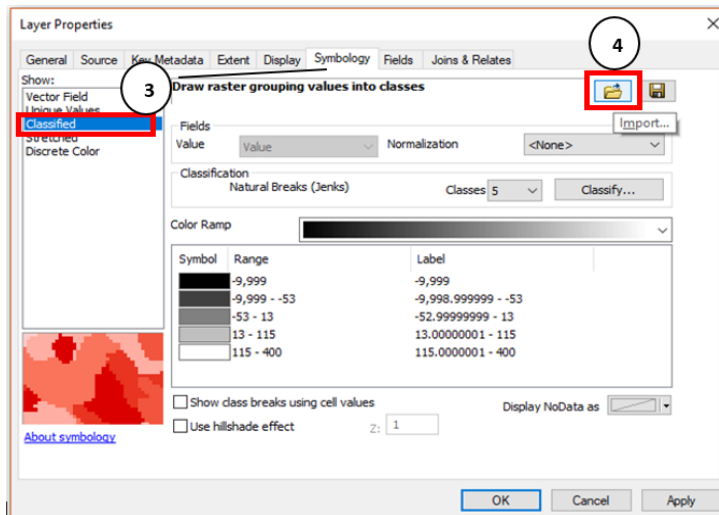 Layer Properties
4
General Source Key Metadata Extent Display Symbology Fields Joins & Relates
Show:
3
Draw raster grouping values into classes
Vector Field
Unique Values
Classified
Stretched
Discrete Color
Import...
Fields
Value Value Normalization <None>
Classification
Natural Breaks (Jenks) Classes 5 Classify...
Color Ramp
Symbol Range Label
-9,999 -9,999
-9,999 - -53 -9,998.999999 - -53
-53 - 13 -52.99999999 - 13
13 - 115 13.00000001 - 115
115 - 400 115.0000001 - 400
Show class breaks using cell values Display NoData as
Use hillshade effect Z: 1
About symbology
OK Cancel Apply